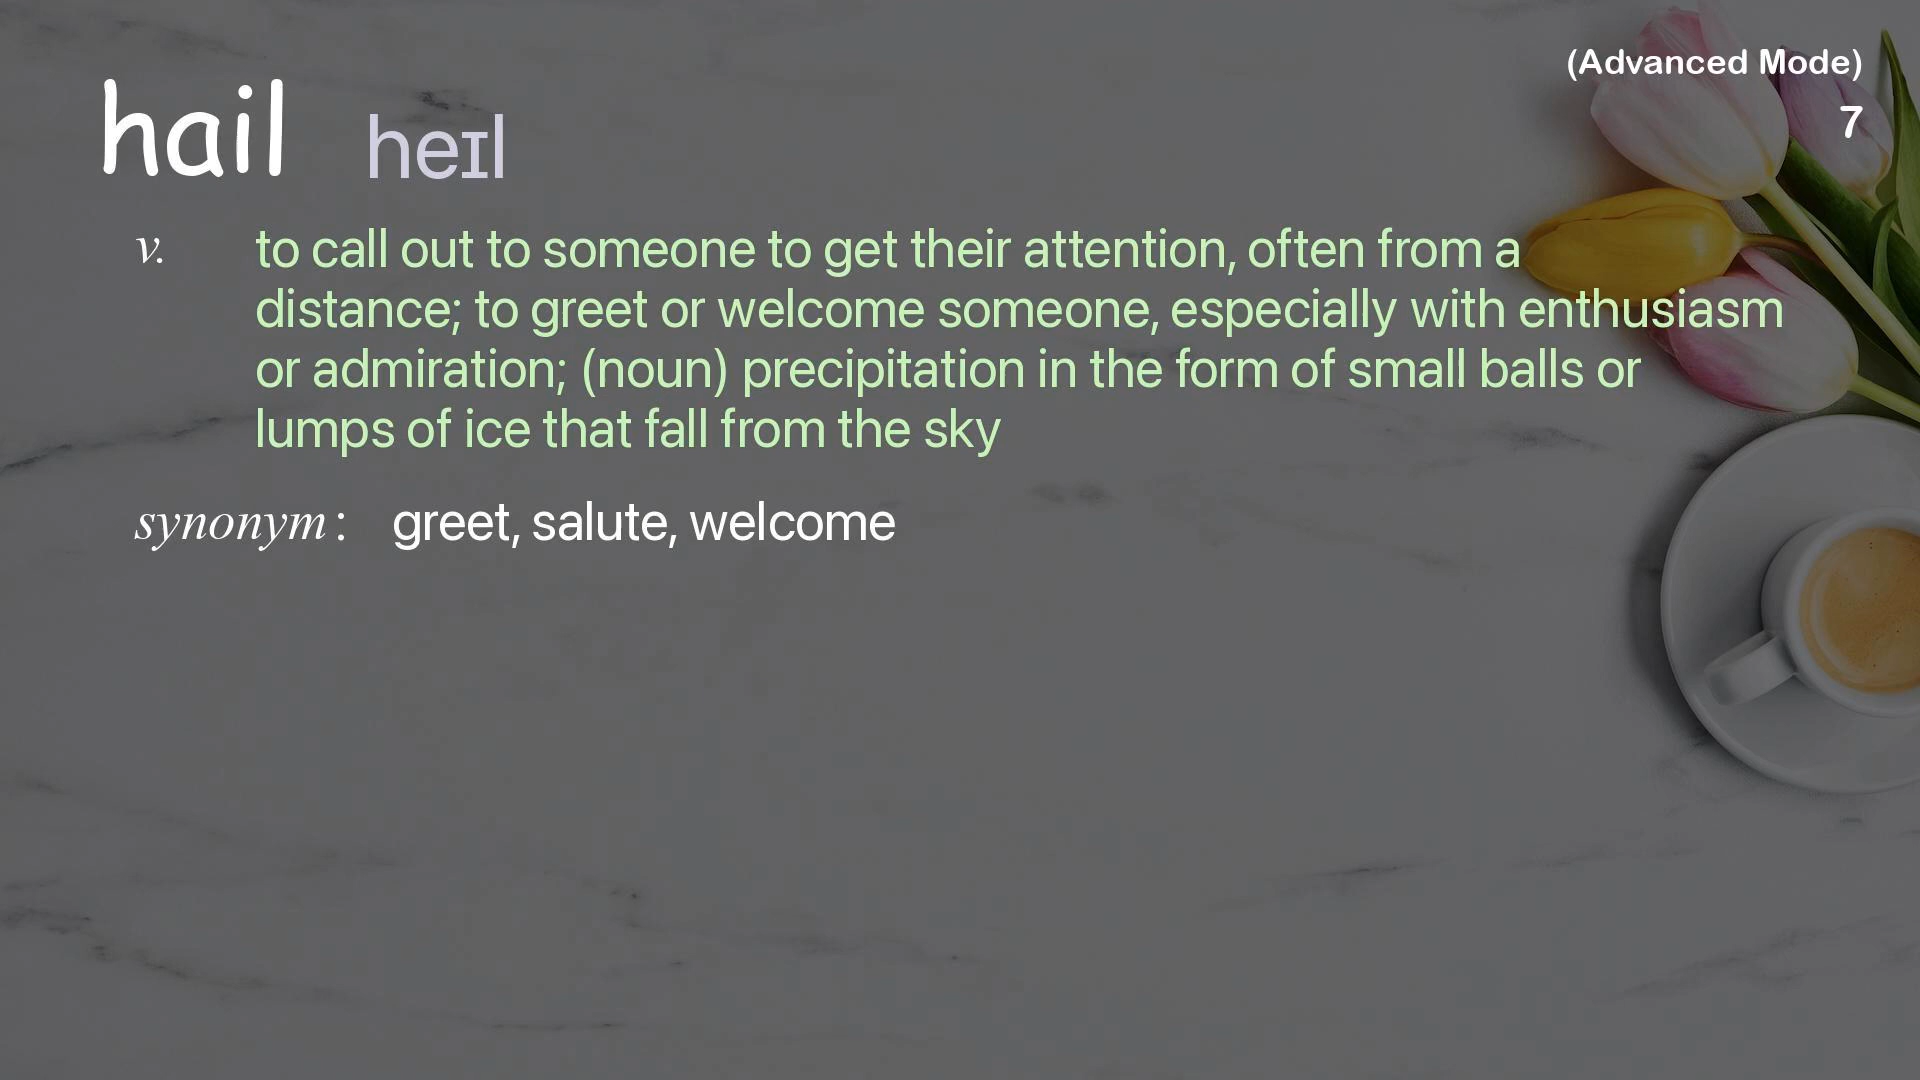 (Advanced Mode)
7
hail heɪl
v. to call out to someone to get their attention, often from a
distance; to greet or welcome someone, especially with enthusiasm
or admiration; (noun) precipitation in the form of small balls or
lumps of ice that fall from the sky
synonym : greet, salute, welcome